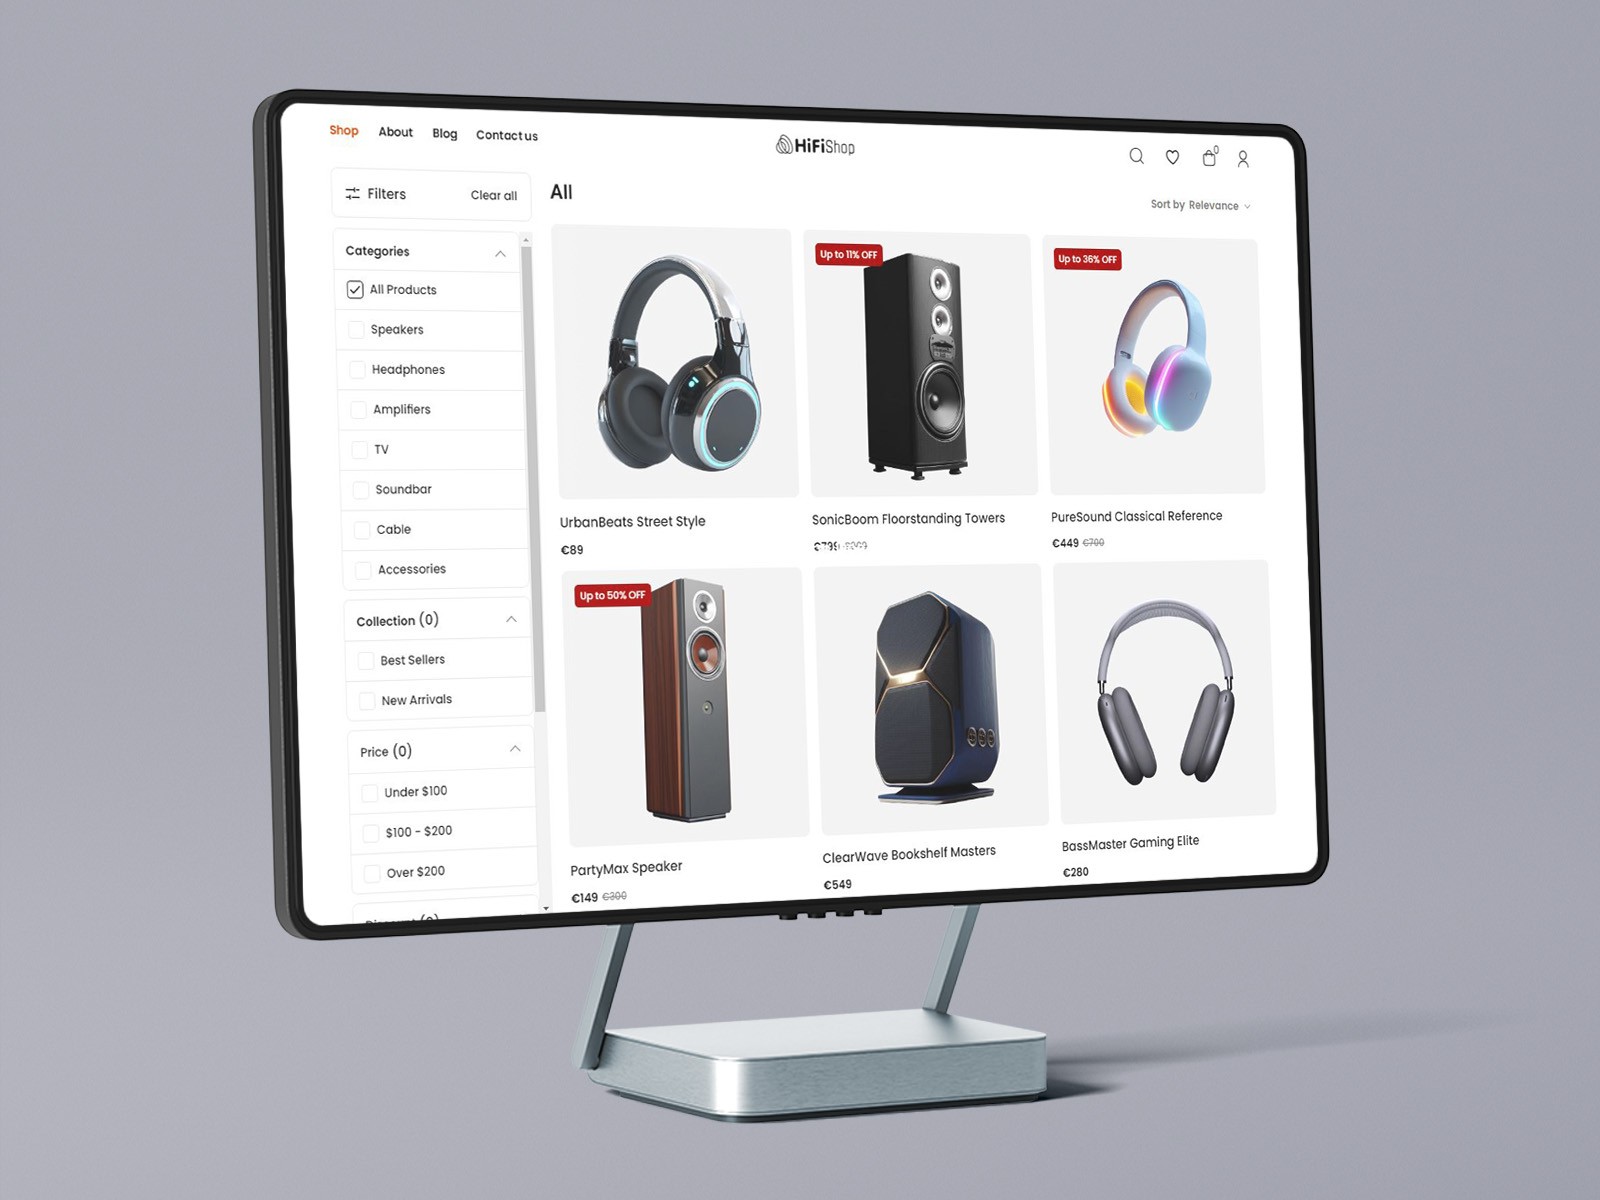 Shop About Blog Contact us
HiFiShop
0
Filters Clear all
All
Sort by Relevance
Categories
All Products
Speakers
Headphones
Amplifiers
TV
Soundbar
Cable
Accessories
Collection (0)
Best Sellers
New Arrivals
Price (0)
Under $100
$100 - $200
Over $200
UrbanBeats Street Style
€89
Up to 11% OFF
SonicBoom Floorstanding Towers
Up to 36% OFF
PureSound Classical Reference
€449 €700
Up to 50% OFF
PartyMax Speaker
€149 €300
ClearWave Bookshelf Masters
€549
BassMaster Gaming Elite
€280